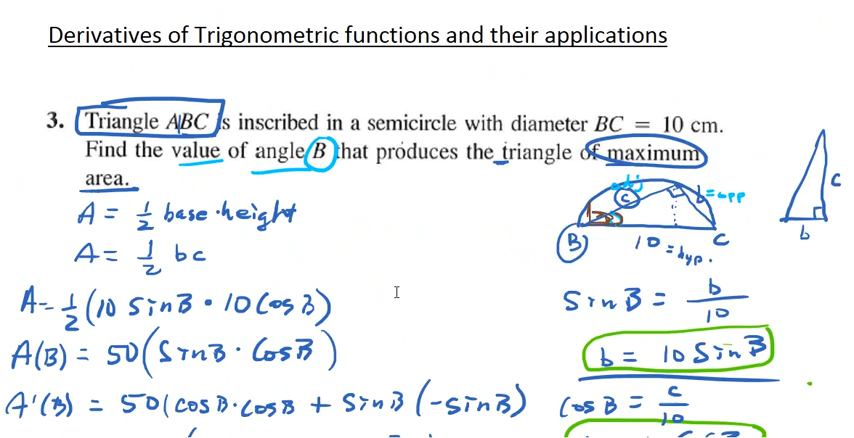 Derivatives of Trigonometric functions and their applications
3. Triangle ABC is inscribed in a semicircle with diameter BC = 10 cm.
Find the value of angle B that produces the triangle of maximum
area.
A = 1/2 base · height
A = 1/2 bc
A = 1/2 (10 sin B · 10 cos B)
A(B) = 50 (sin B · cos B)
A'(B) = 50 (cos B · cos B + sin B (-sin B)
c
b = opp
B
10 = hyp.
C
c
b
sin B = b/10
b = 10 sin B
cos B = c/10